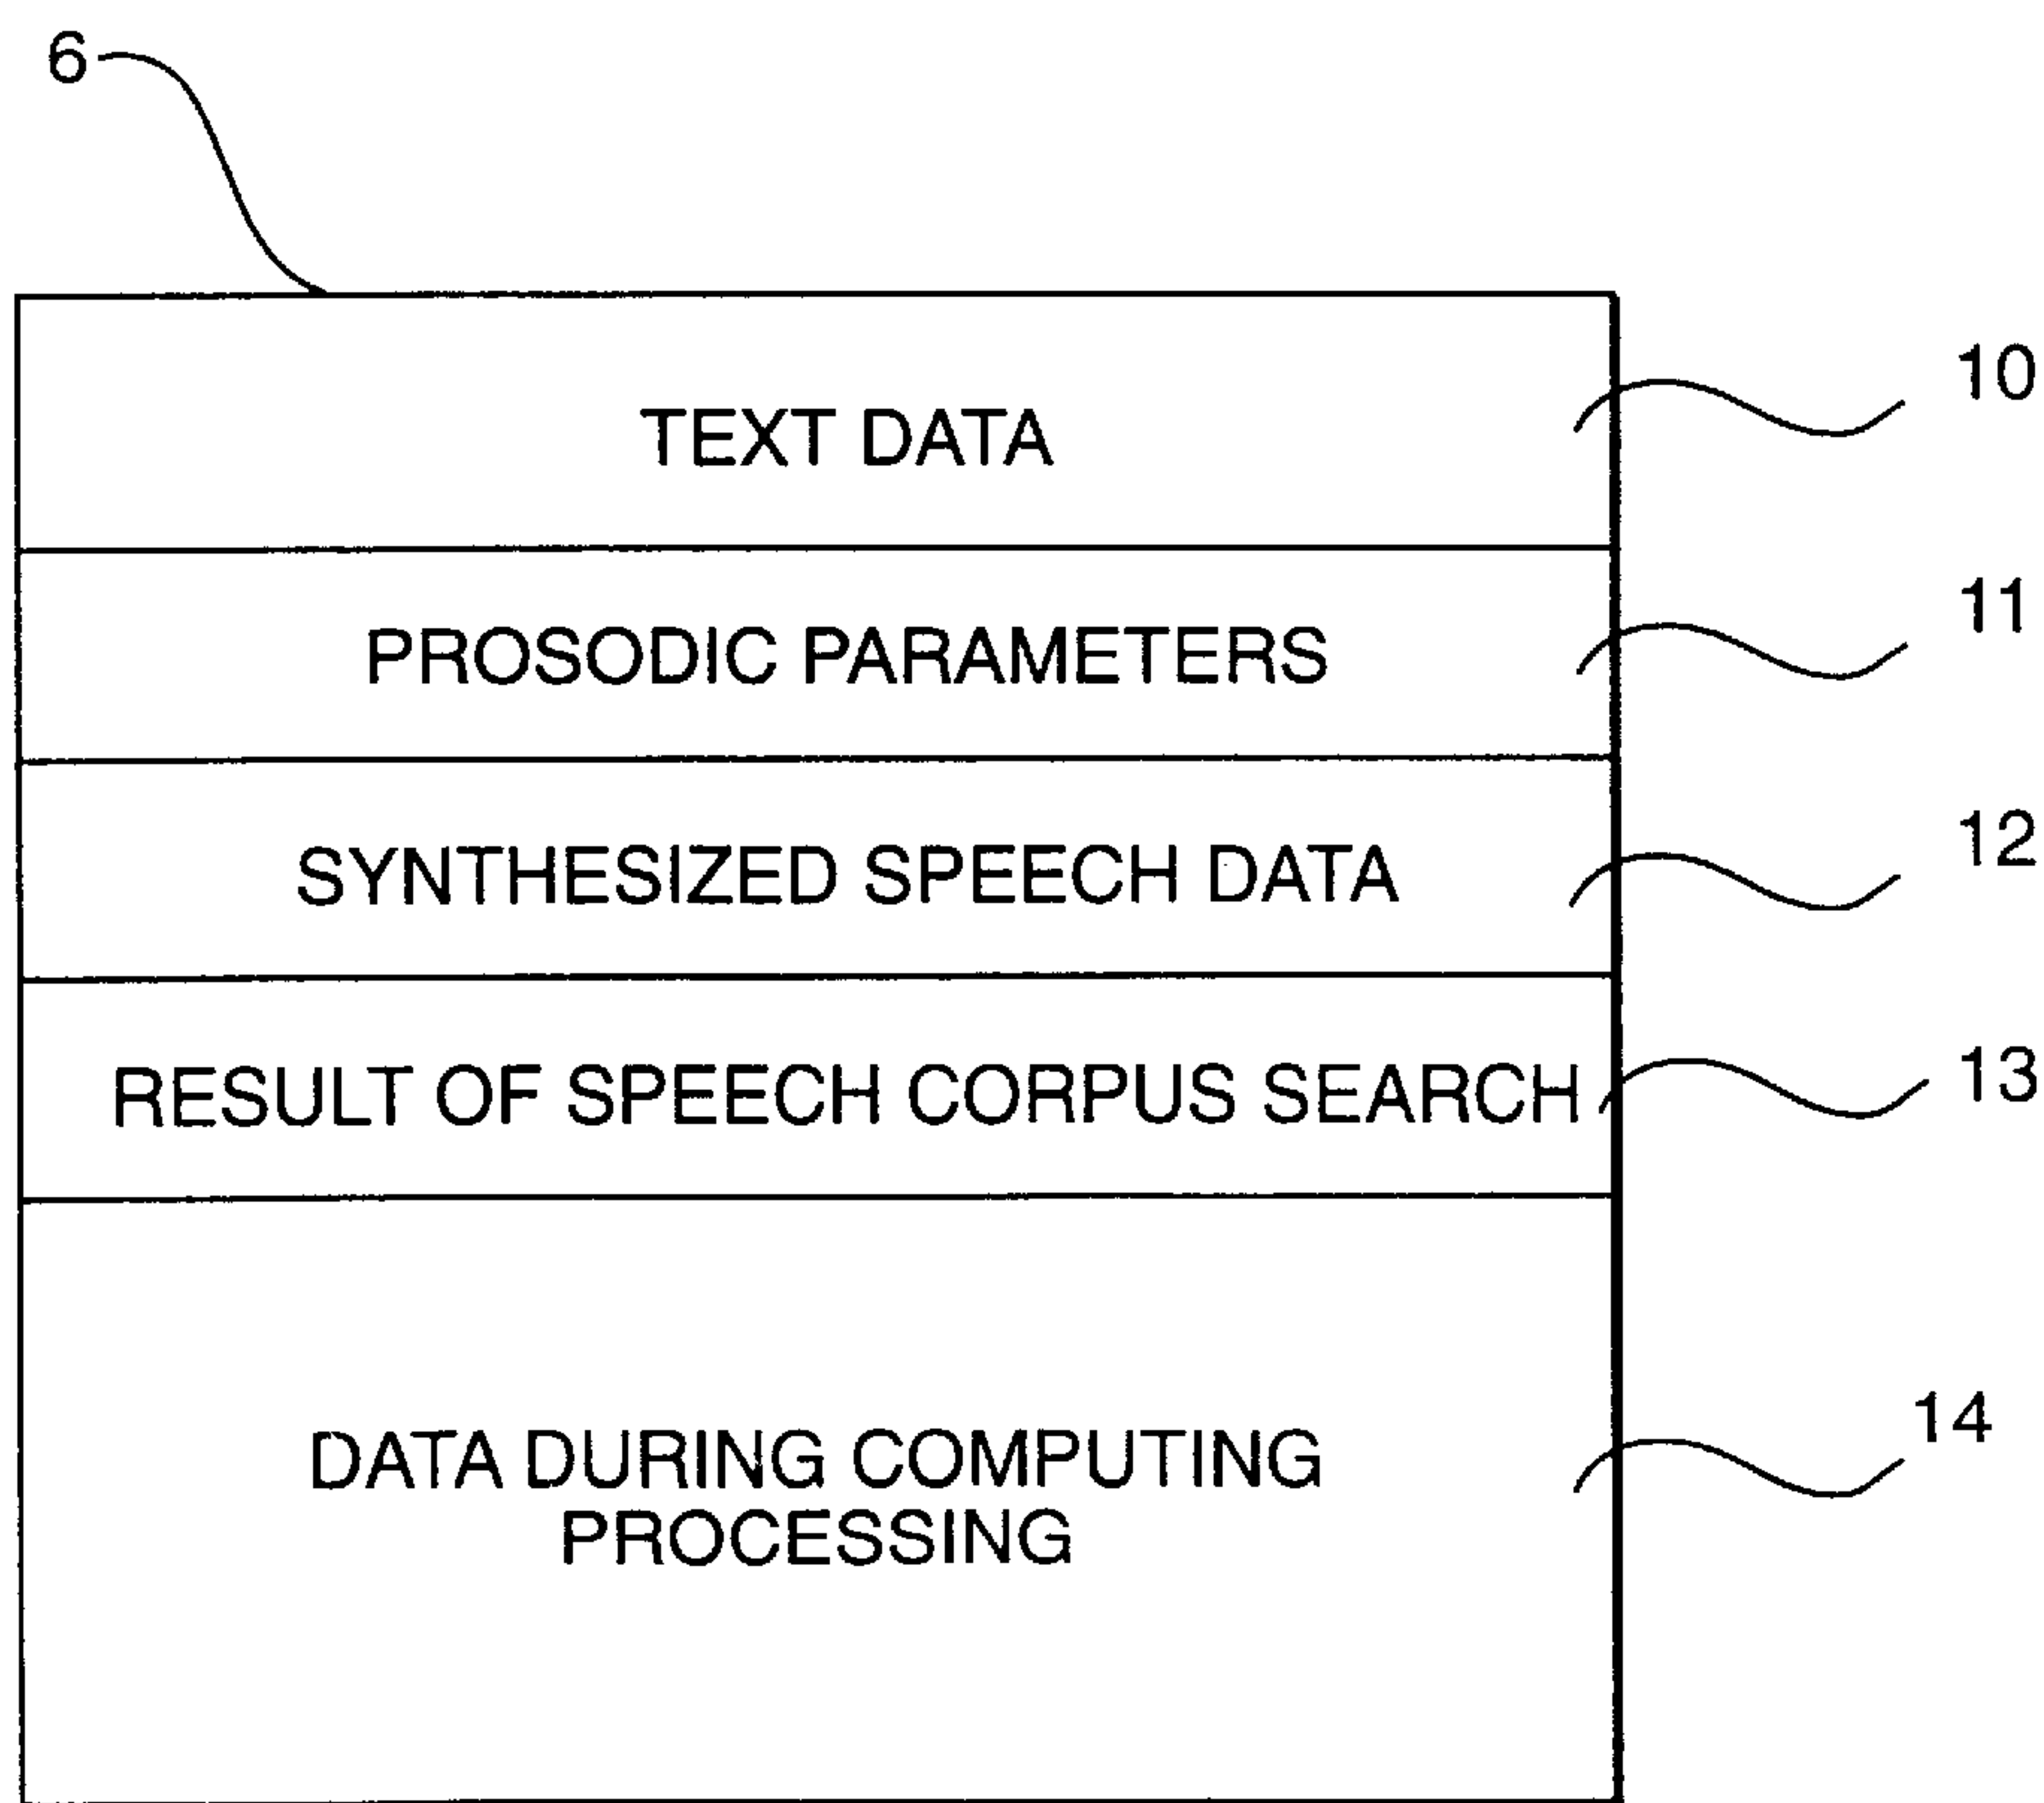 6
TEXT DATA
10
PROSODIC PARAMETERS
11
SYNTHESIZED SPEECH DATA
12
RESULT OF SPEECH CORPUS SEARCH
13
DATA DURING COMPUTING
PROCESSING
14